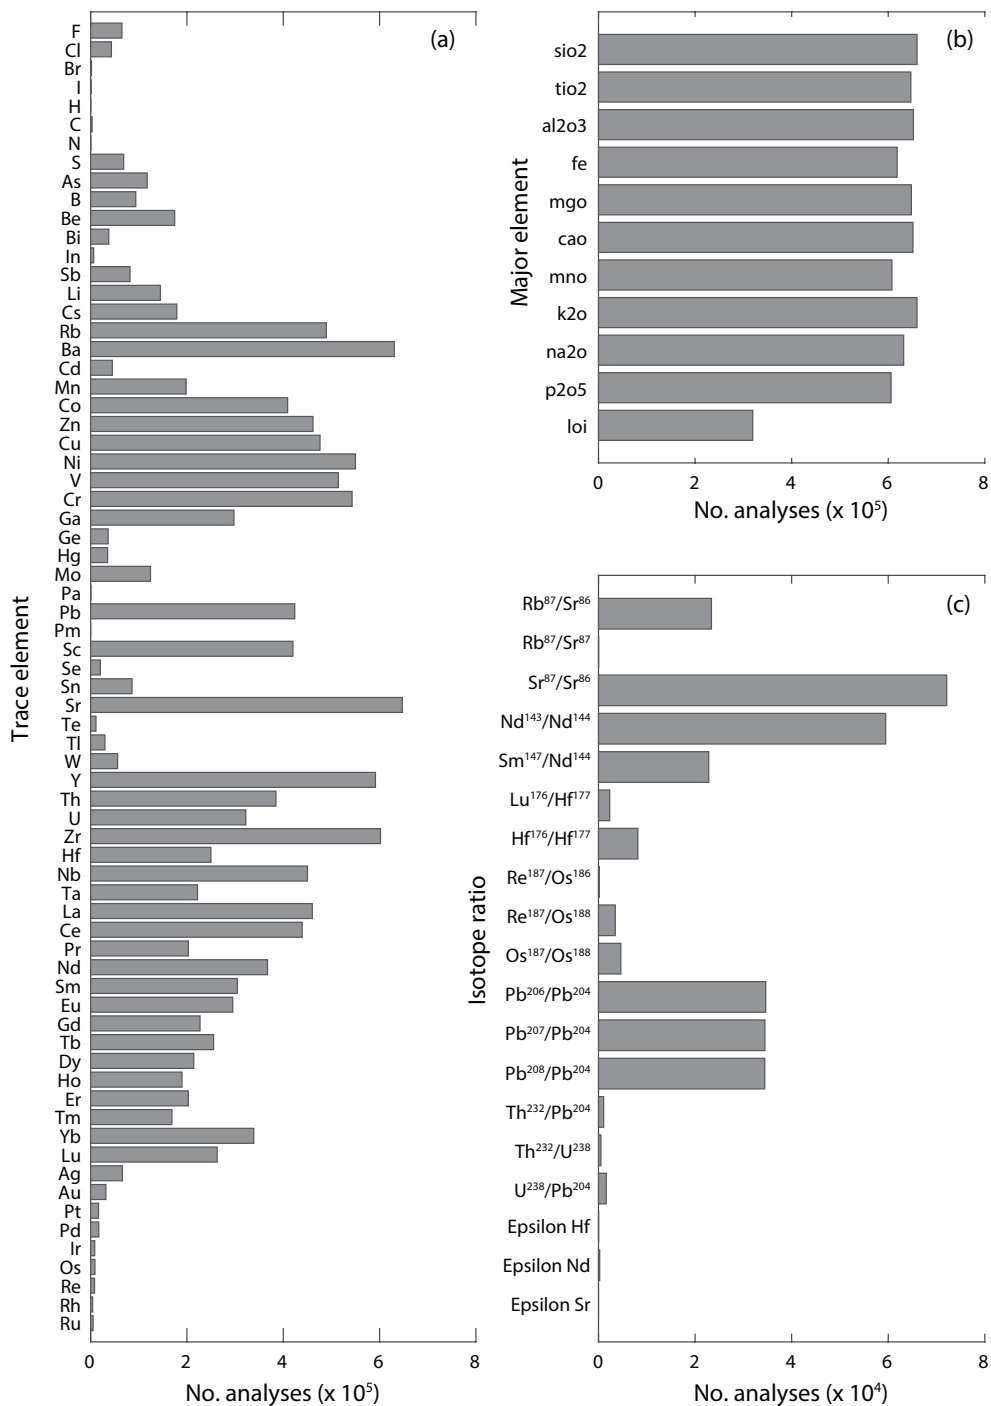 (a)
Trace element
F
Cl
Br
I
H
C
N
S
As
B
Be
Bi
In
Sb
Li
Cs
Rb
Ba
Cd
Mn
Co
Zn
Cu
Ni
V
Cr
Ga
Ge
Hg
Mo
Pa
Pb
Pm
Sc
Se
Sn
Sr
Te
Tl
W
Y
Th
U
Zr
Hf
Nb
Ta
La
Ce
Pr
Nd
Sm
Eu
Gd
Tb
Dy
Ho
Er
Tm
Yb
Lu
Ag
Au
Pt
Pd
Ir
Os
Re
Rh
Ru
0 2 4 6 8
No. analyses (x 10⁵)
(b)
Major element
sio2
tio2
al2o3
fe
mgo
cao
mno
k2o
na2o
p2o5
loi
0 2 4 6 8
No. analyses (x 10⁵)
(c)
Isotope ratio
Rb⁸⁷/Sr⁸⁶
Rb⁸⁷/Sr⁸⁷
Sr⁸⁷/Sr⁸⁶
Nd¹⁴³/Nd¹⁴⁴
Sm¹⁴⁷/Nd¹⁴⁴
Lu¹⁷⁶/Hf¹⁷⁷
Hf¹⁷⁶/Hf¹⁷⁷
Re¹⁸⁷/Os¹⁸⁶
Re¹⁸⁷/Os¹⁸⁸
Os¹⁸⁷/Os¹⁸⁸
Pb²⁰⁶/Pb²⁰⁴
Pb²⁰⁷/Pb²⁰⁴
Pb²⁰⁸/Pb²⁰⁴
Th²³²/Pb²⁰⁴
Th²³²/U²³⁸
U²³⁸/Pb²⁰⁴
Epsilon Hf
Epsilon Nd
Epsilon Sr
0 2 4 6 8
No. analyses (x 10⁴)